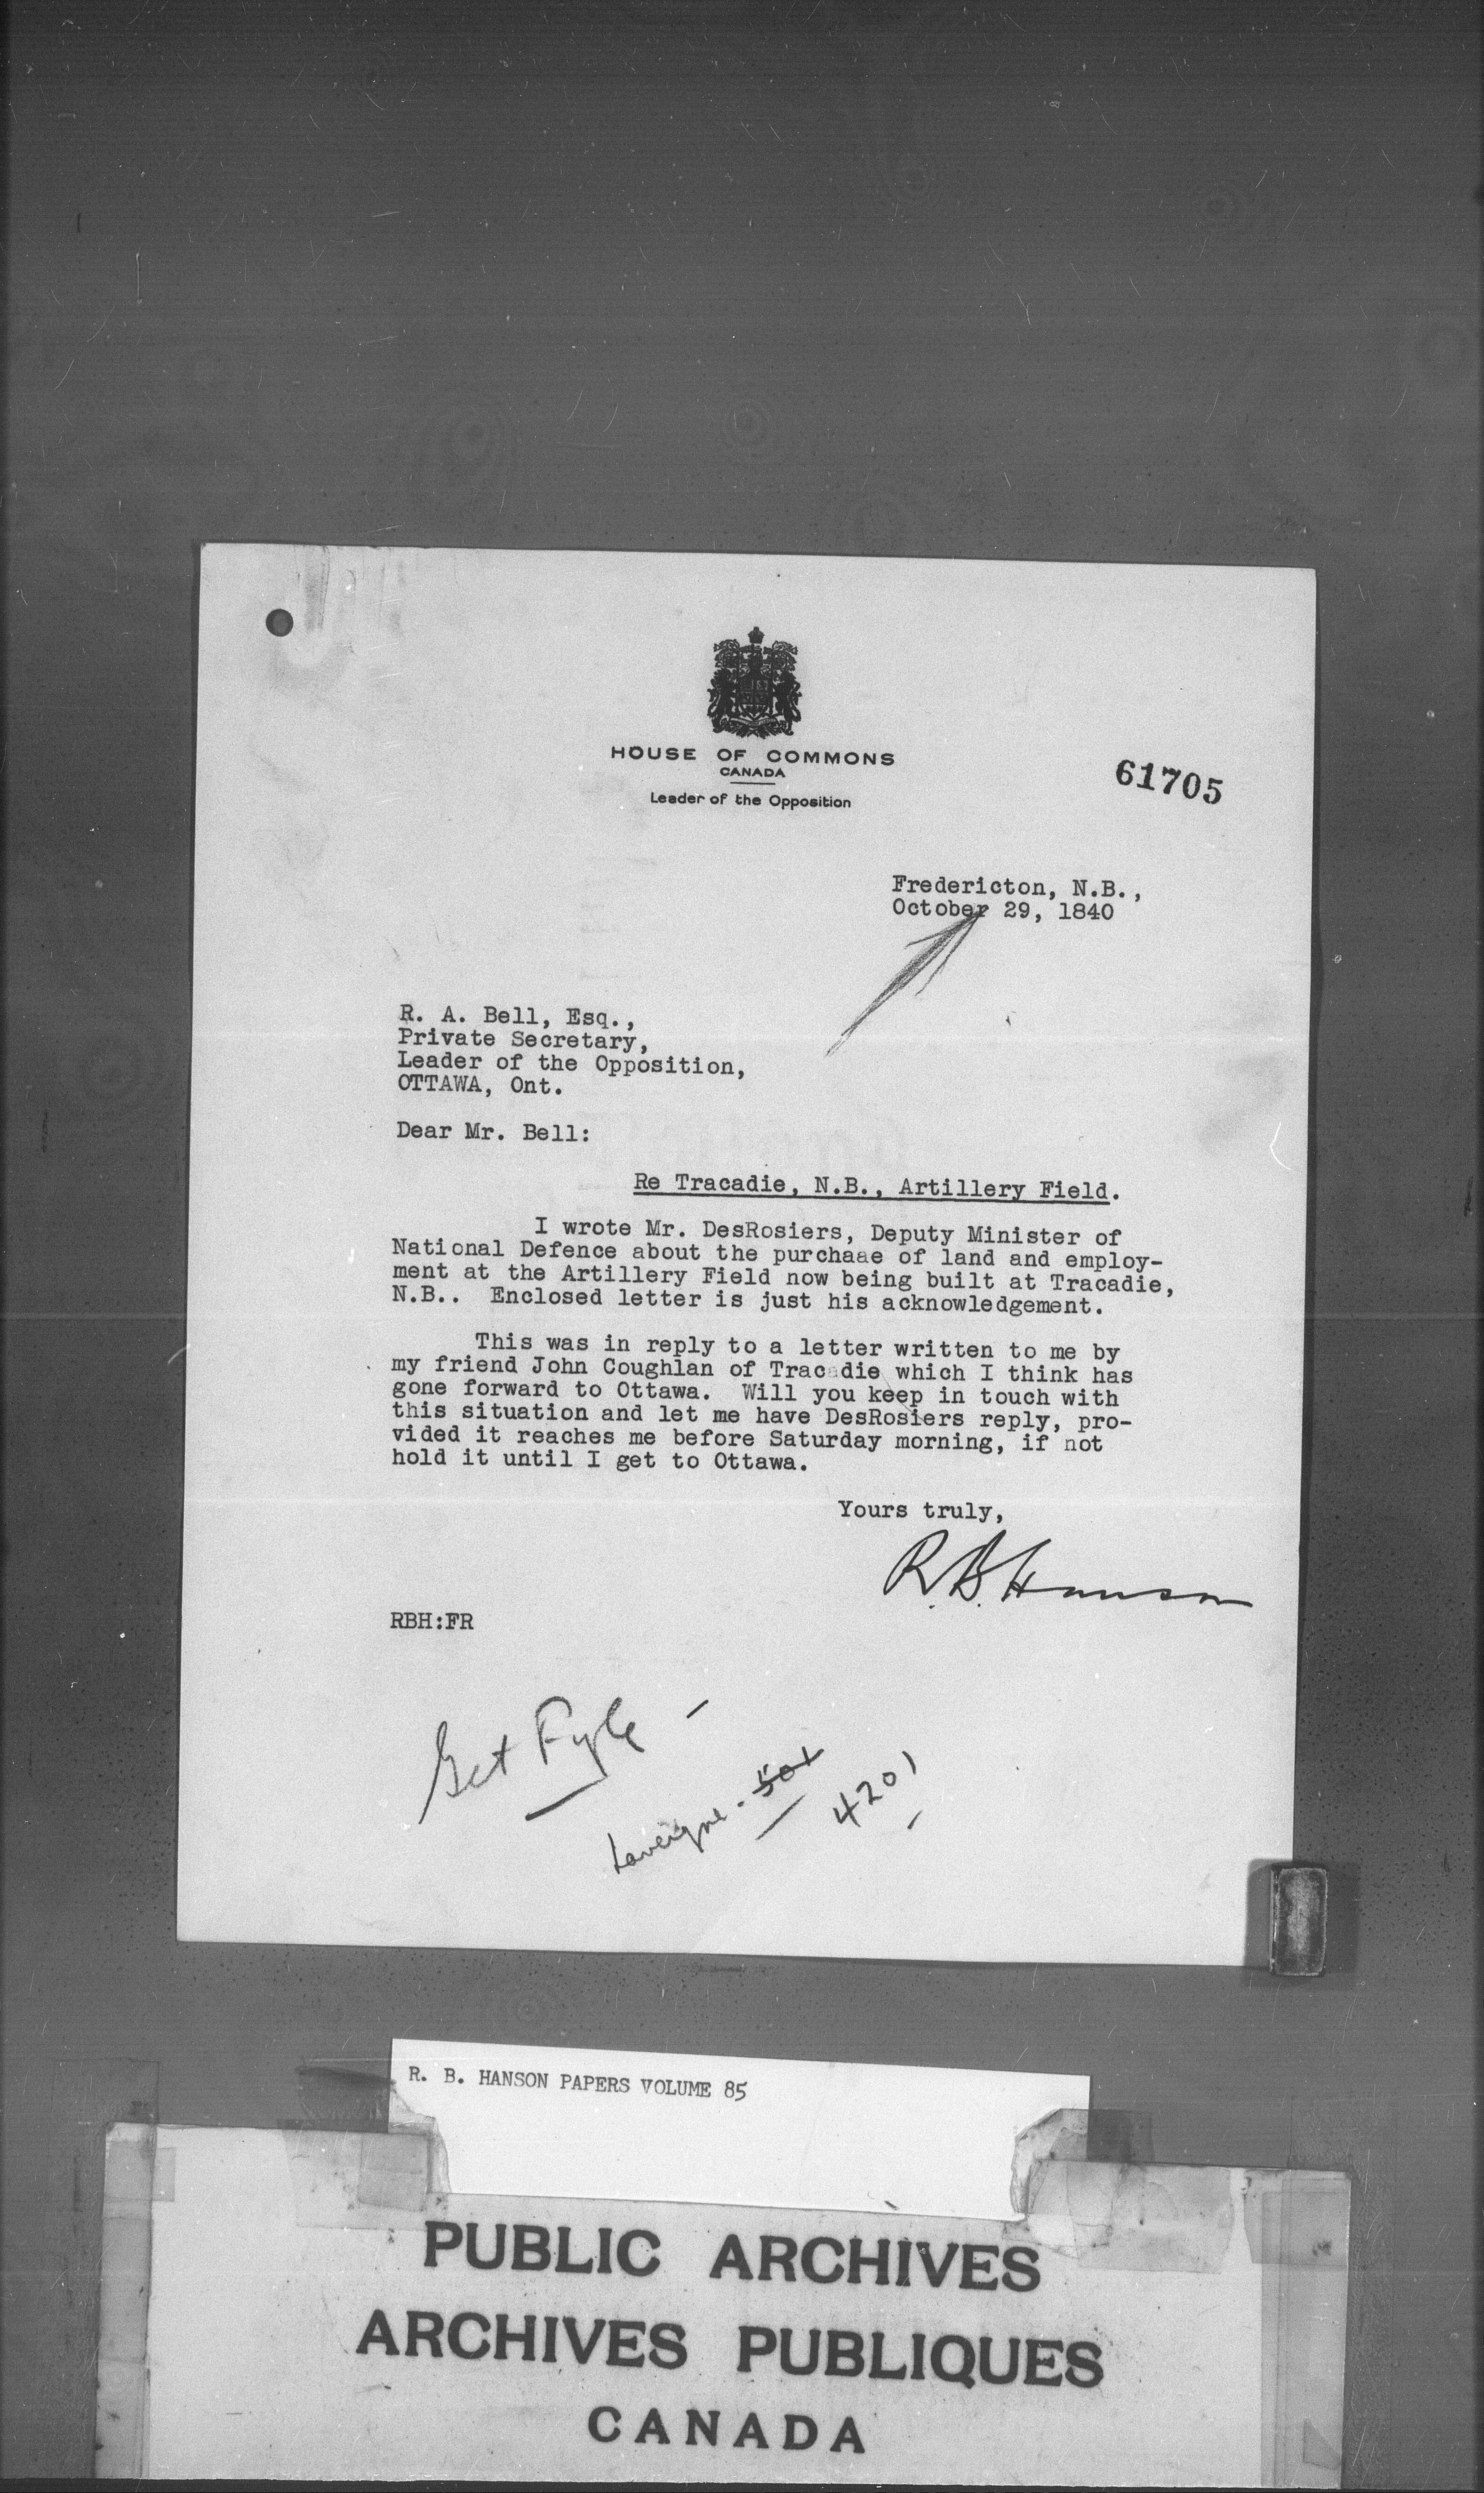 HOUSE OF COMMONS
CANADA
Leader of the Opposition
61705
Fredericton, N.B.,
October 29, 1840
R. A. Bell, Esq.,
Private Secretary,
Leader of the Opposition,
OTTAWA, Ont.
Dear Mr. Bell:
Re Tracadie, N.B., Artillery Field.
I wrote Mr. DesRosiers, Deputy Minister of
National Defence about the purchaae of land and employ-
ment at the Artillery Field now being built at Tracadie,
N.B.. Enclosed letter is just his acknowledgement.
This was in reply to a letter written to me by
my friend John Coughlan of Tracadie which I think has
gone forward to Ottawa. Will you keep in touch with
this situation and let me have DesRosiers reply, pro-
vided it reaches me before Saturday morning, if not
hold it until I get to Ottawa.
Yours truly,
R.B. Hanson
RBH:FR
Get Fyle -
Lavergne - 501
4201
R. B. HANSON PAPERS VOLUME 85
PUBLIC ARCHIVES
ARCHIVES PUBLIQUES
CANADA